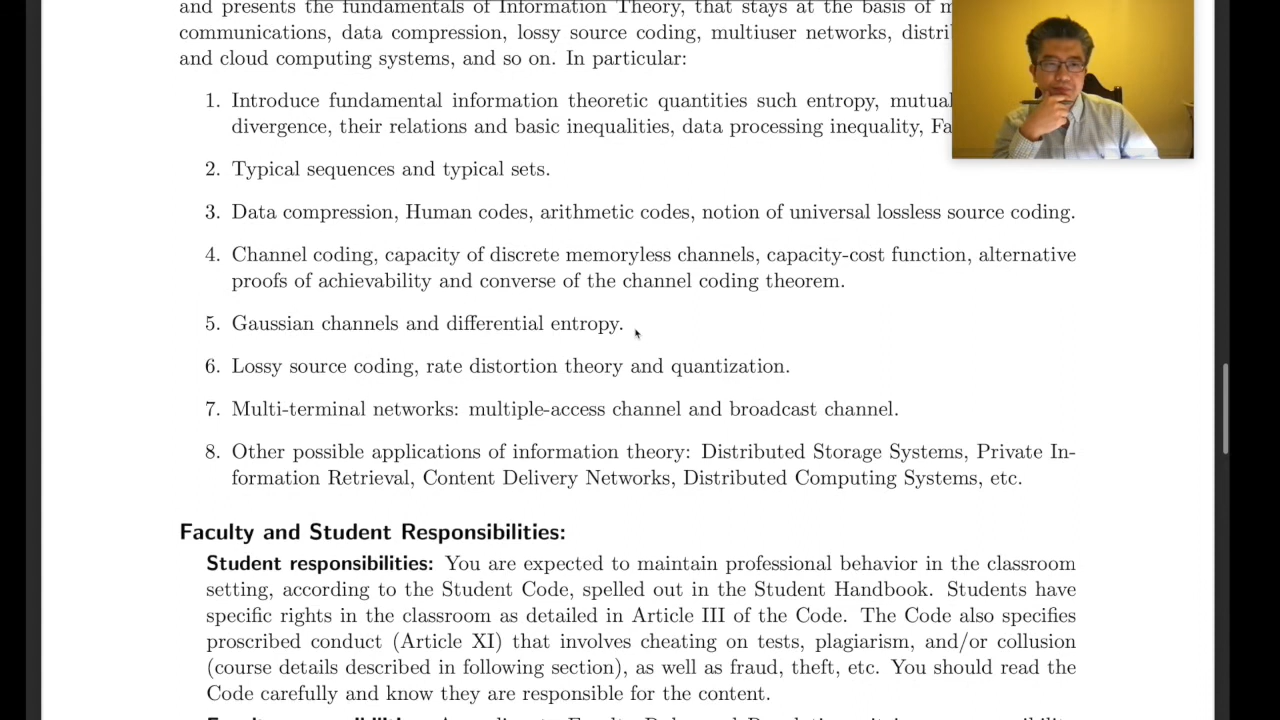 and presents the fundamentals of Information Theory, that stays at the basis of
communications, data compression, lossy source coding, multiuser networks,
and cloud computing systems, and so on. In particular:
1. Introduce fundamental information theoretic quantities such entropy,
divergence, their relations and basic inequalities, data processing inequality,
2. Typical sequences and typical sets.
3. Data compression, Human codes, arithmetic codes, notion of universal lossless source coding.
4. Channel coding, capacity of discrete memoryless channels, capacity-cost function, alternative
proofs of achievability and converse of the channel coding theorem.
5. Gaussian channels and differential entropy.
6. Lossy source coding, rate distortion theory and quantization.
7. Multi-terminal networks: multiple-access channel and broadcast channel.
8. Other possible applications of information theory: Distributed Storage Systems, Private In-
formation Retrieval, Content Delivery Networks, Distributed Computing Systems, etc.
Faculty and Student Responsibilities:
Student responsibilities: You are expected to maintain professional behavior in the classroom
setting, according to the Student Code, spelled out in the Student Handbook. Students have
specific rights in the classroom as detailed in Article III of the Code. The Code also specifies
proscribed conduct (Article XI) that involves cheating on tests, plagiarism, and/or collusion
(course details described in following section), as well as fraud, theft, etc. You should read the
Code carefully and know they are responsible for the content.